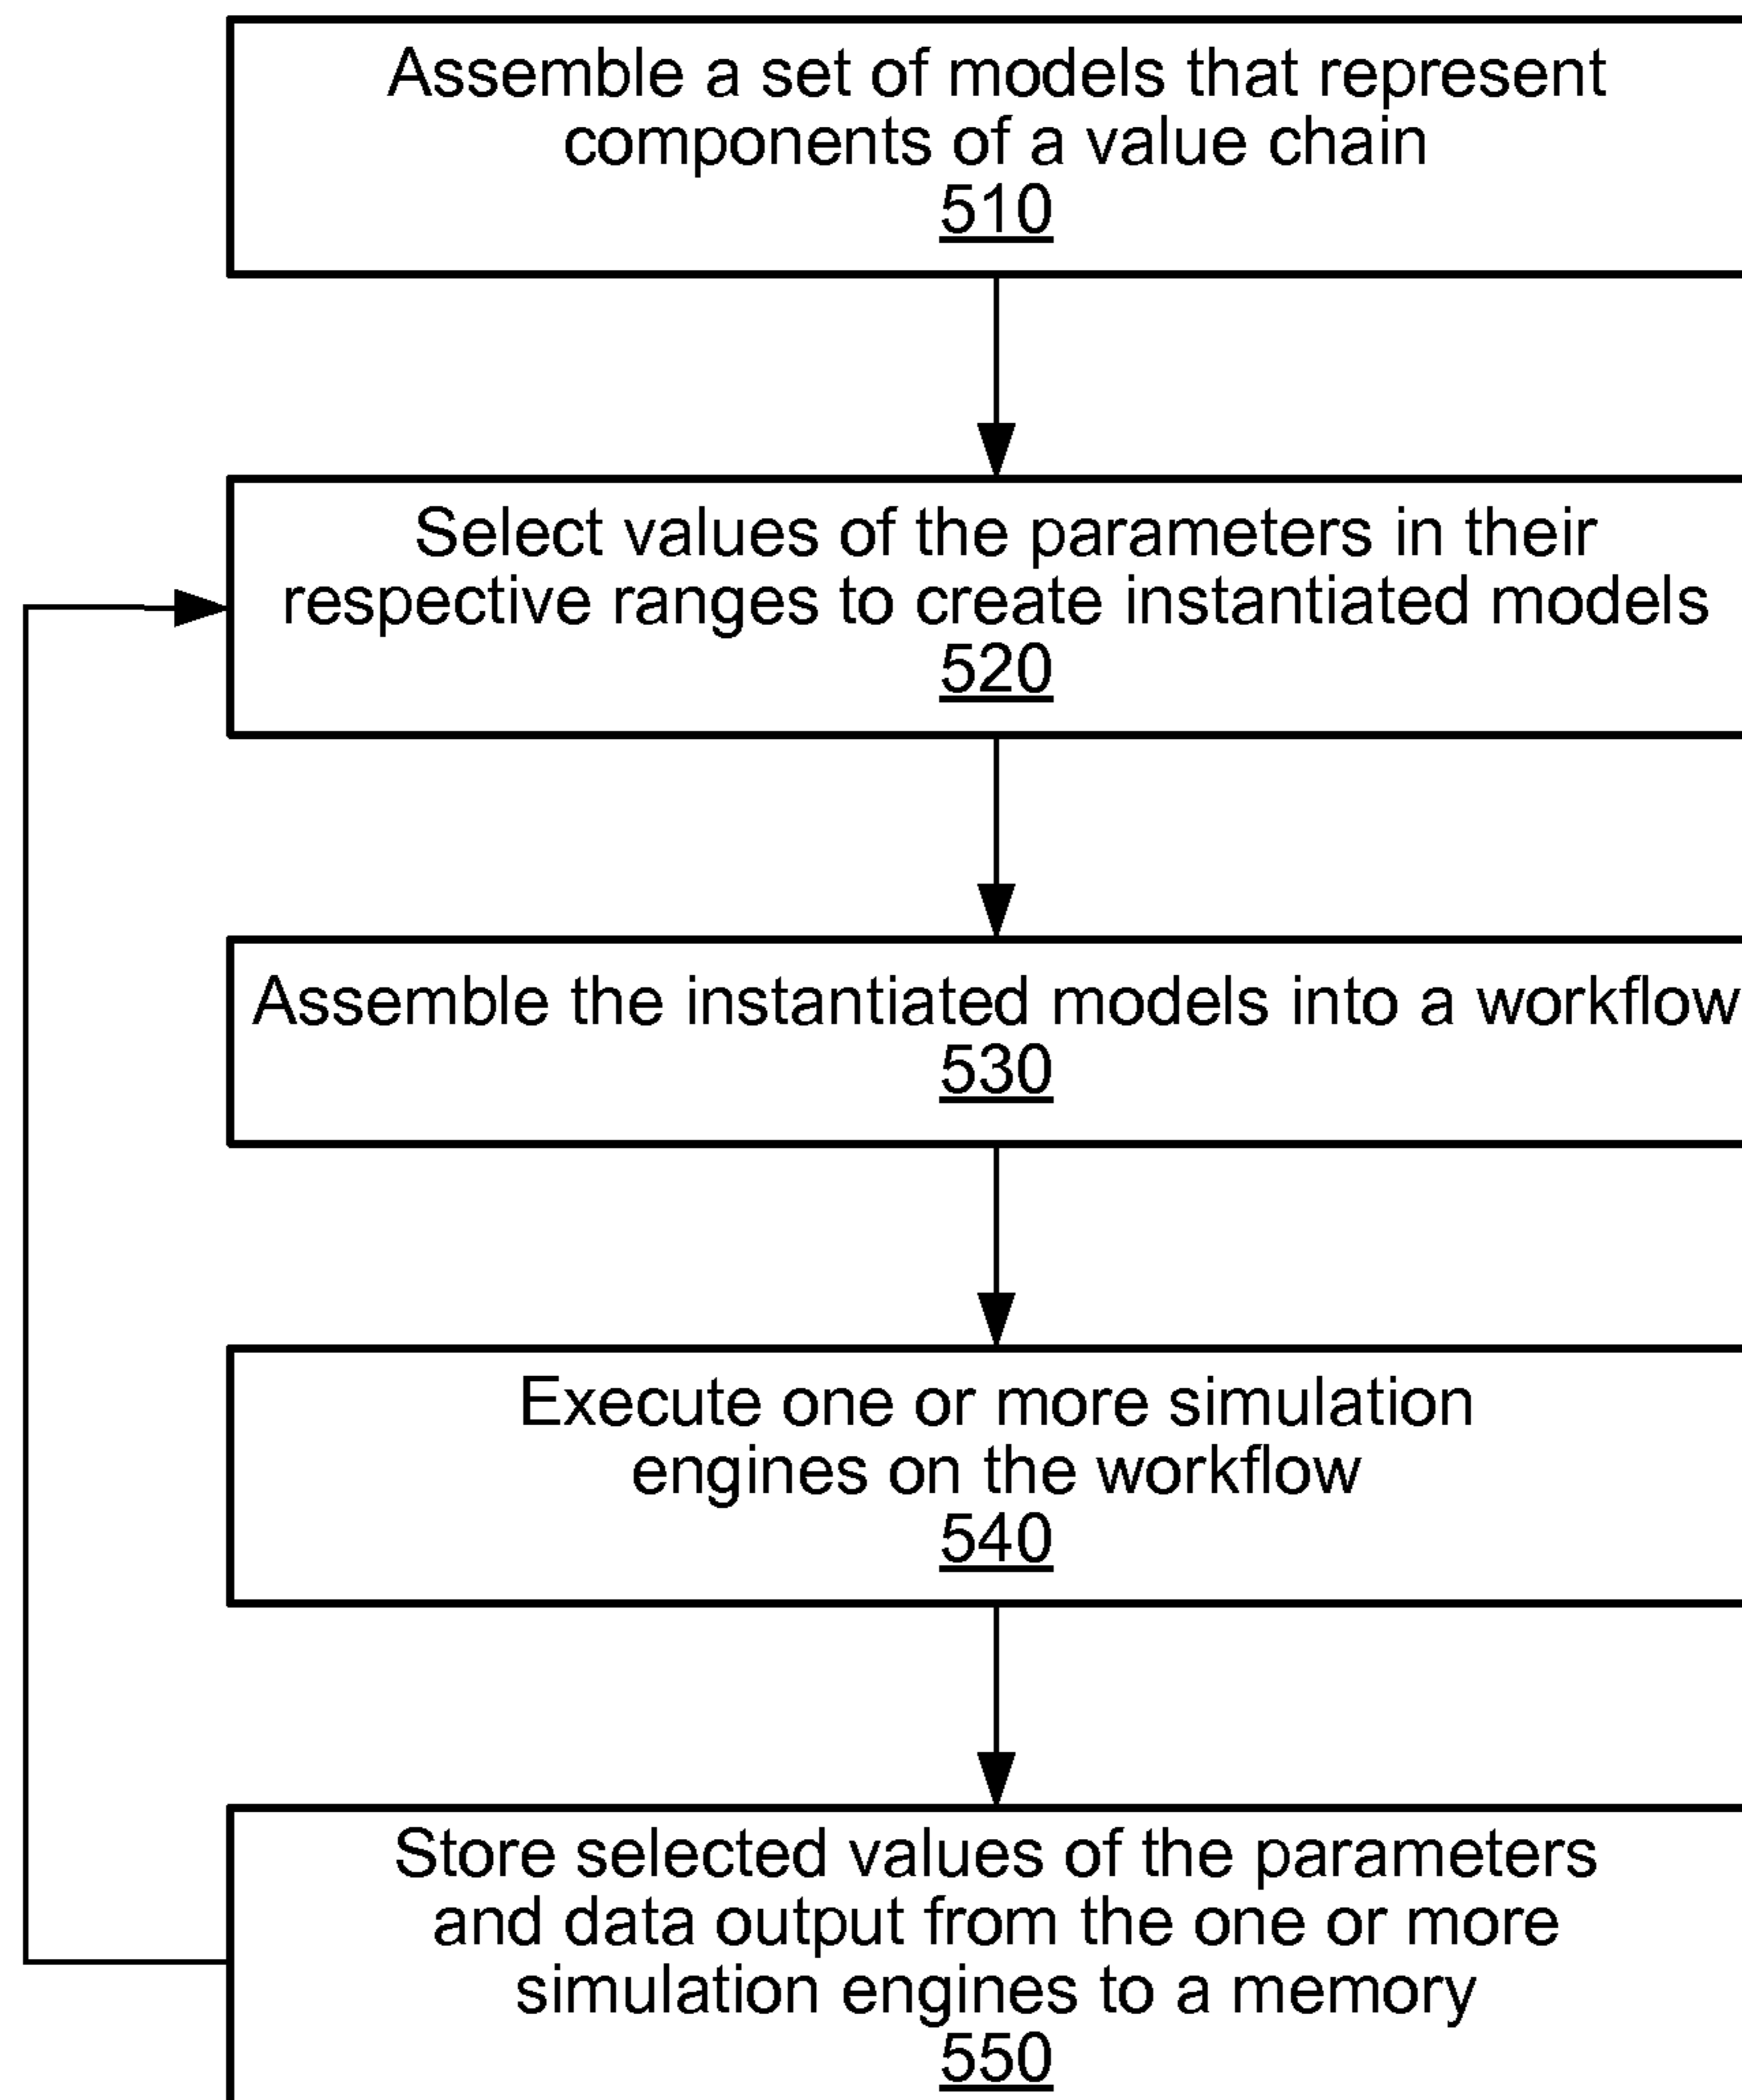 Assemble a set of models that represent
components of a value chain
510
Select values of the parameters in their
respective ranges to create instantiated models
520
Assemble the instantiated models into a workflow
530
Execute one or more simulation
engines on the workflow
540
Store selected values of the parameters
and data output from the one or more
simulation engines to a memory
550